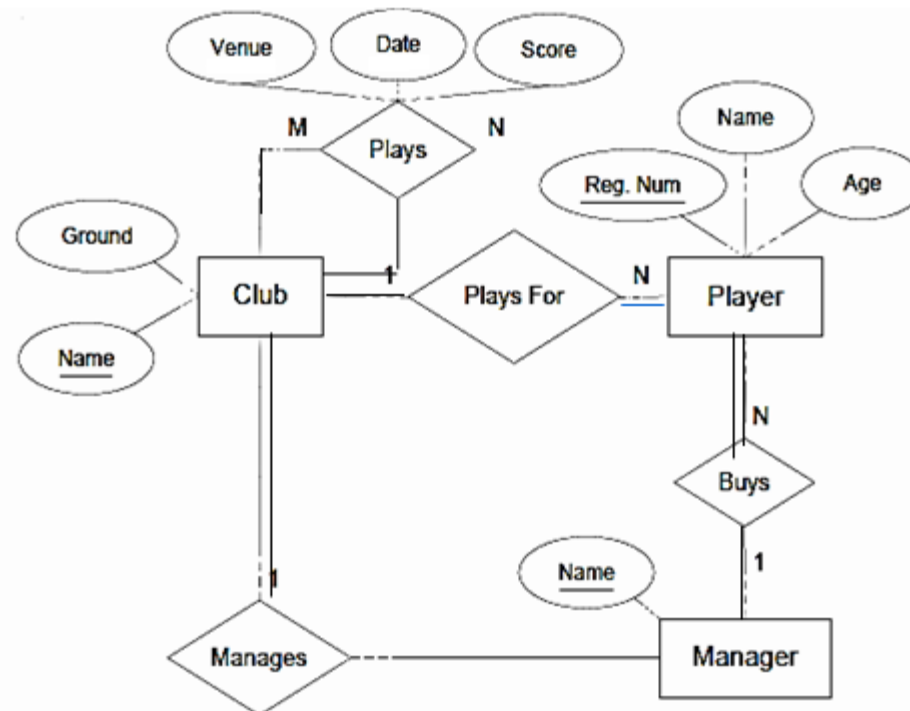 Venue
Date
Score
M
N
Plays
Name
Reg. Num
Age
Ground
Club
1
Plays For
N
Player
Name
N
Buys
1
1
Name
Manages
Manager